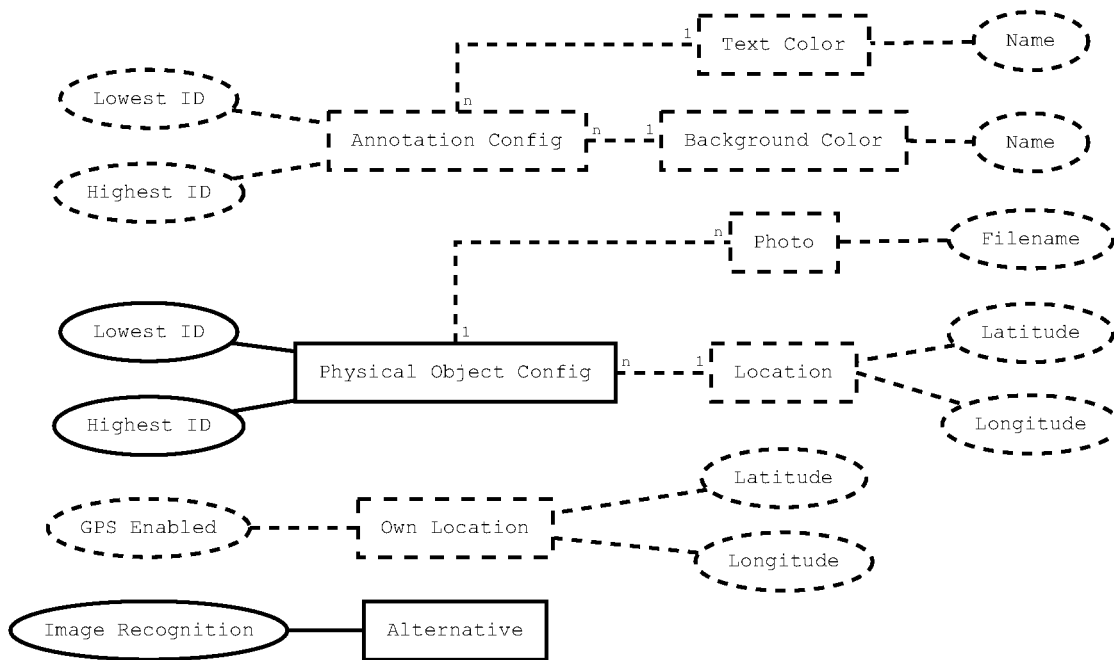 1
Text Color
Name
n
Lowest ID
Annotation Config
n
1
Background Color
Name
Highest ID
n
Photo
Filename
1
Lowest ID
Physical Object Config
n
1
Location
Latitude
Highest ID
Longitude
Latitude
GPS Enabled
Own Location
Longitude
Image Recognition
Alternative